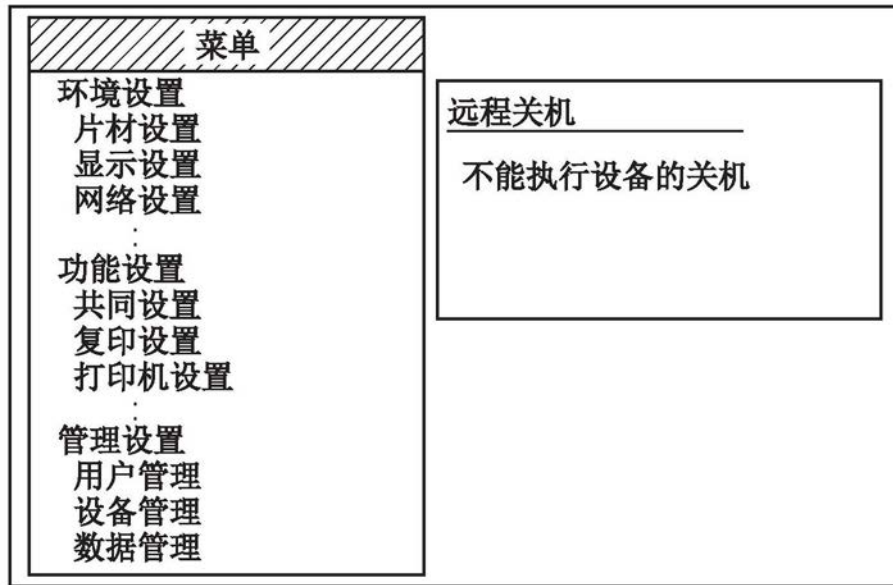 菜单
环境设置
片材设置
显示设置
网络设置
⋮
功能设置
共同设置
复印设置
打印机设置
⋮
管理设置
用户管理
设备管理
数据管理
远程关机
不能执行设备的关机